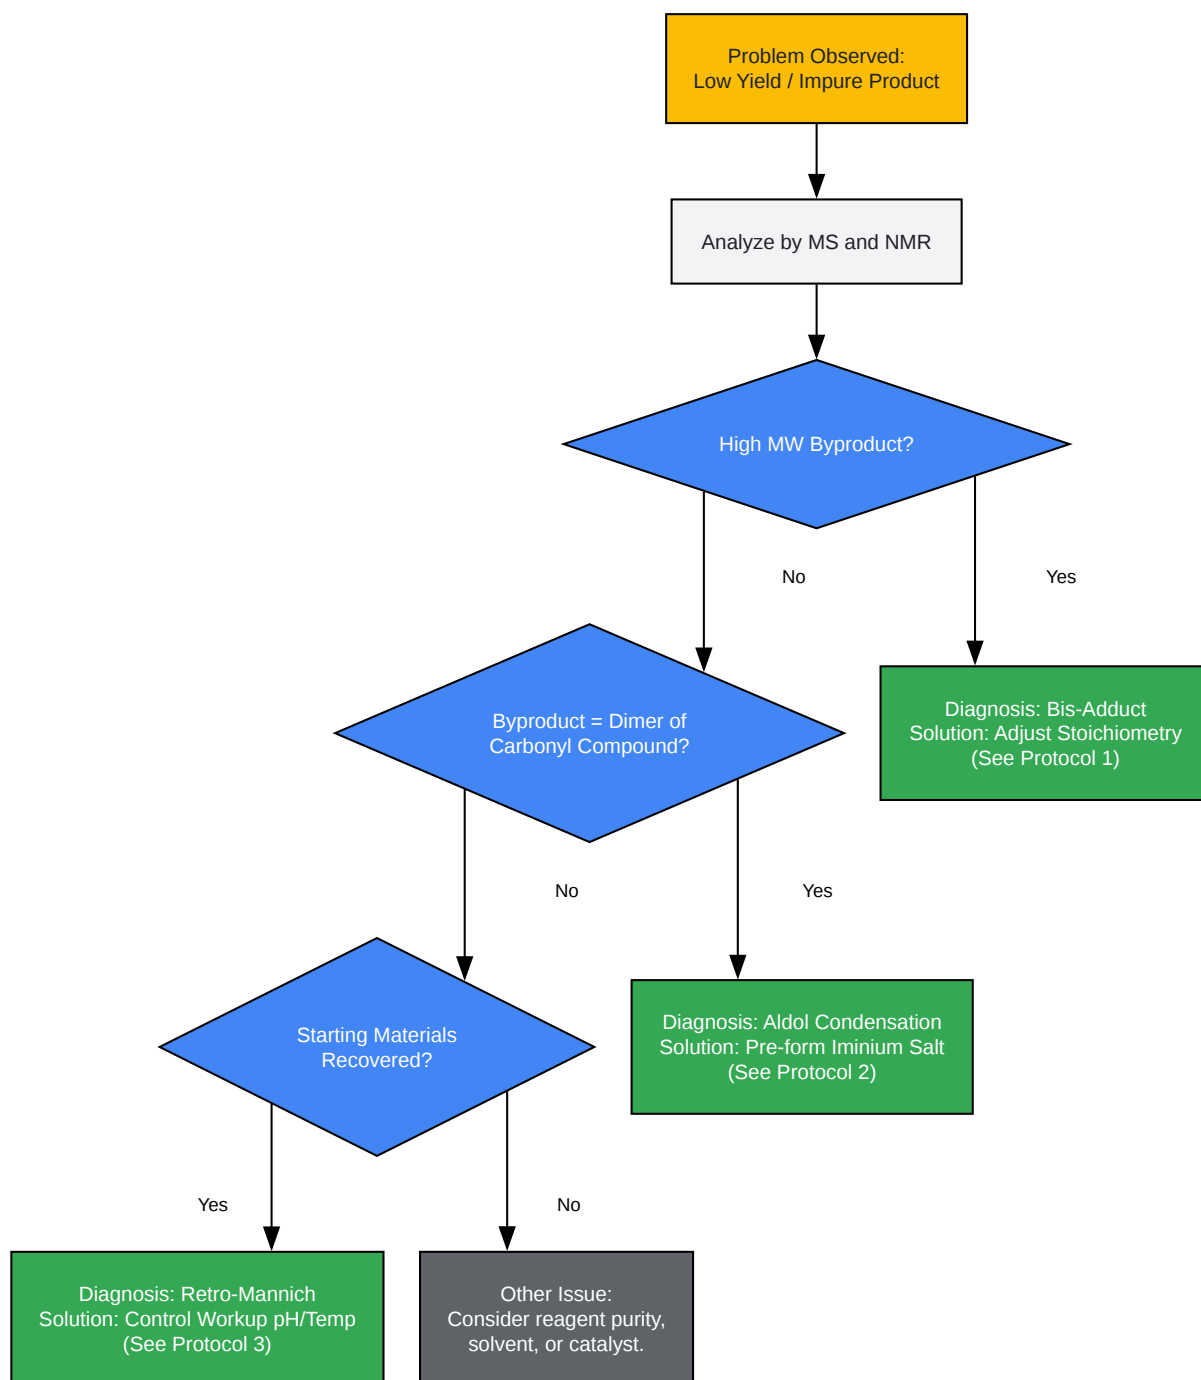 Problem Observed:
Low Yield / Impure Product
Analyze by MS and NMR
High MW Byproduct?
No
Yes
Byproduct = Dimer of
Carbonyl Compound?
Diagnosis: Bis-Adduct
Solution: Adjust Stoichiometry
(See Protocol 1)
No
Yes
Starting Materials
Recovered?
Diagnosis: Aldol Condensation
Solution: Pre-form Iminium Salt
(See Protocol 2)
Yes
No
Diagnosis: Retro-Mannich
Solution: Control Workup pH/Temp
(See Protocol 3)
Other Issue:
Consider reagent purity,
solvent, or catalyst.